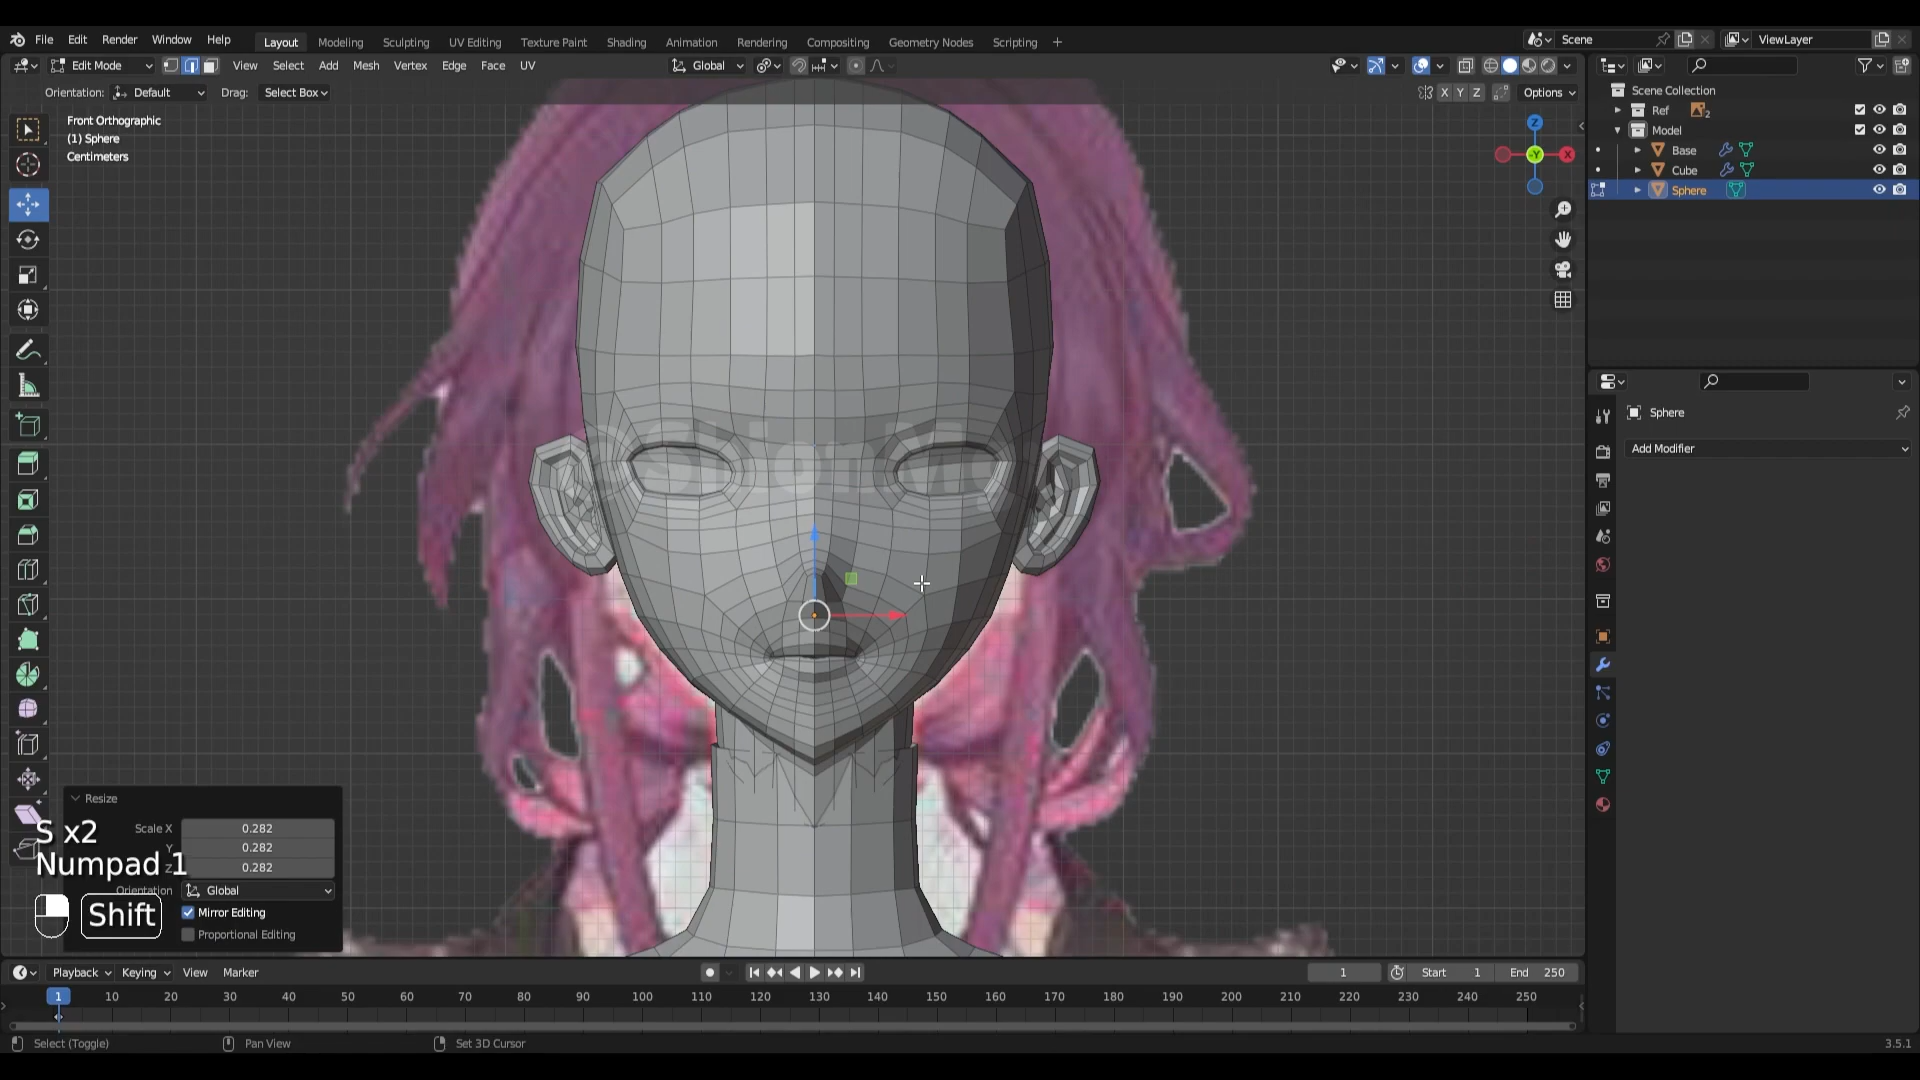 File Edit Render Window Help Layout Modeling Sculpting UV Editing Texture Paint Shading Animation Rendering Compositing Geometry Nodes Scripting + Scene ViewLayer
Edit Mode View Select Add Mesh Vertex Edge Face UV Global
Orientation: Default Drag: Select Box X Y Z Options
Front Orthographic
(1) Sphere
Centimeters
Z
X
-Y
Scene Collection
Ref 2
Model
Base
Cube
Sphere
Sphere
Add Modifier
Resize
Scale X 0.282
Y 0.282
Z 0.282
Orientation Global
Mirror Editing
Proportional Editing
S x2
Numpad 1
Shift
Playback Keying View Marker 1 Start 1 End 250
1 10 20 30 40 50 60 70 80 90 100 110 120 130 140 150 160 170 180 190 200 210 220 230 240 250
Select (Toggle) Pan View Set 3D Cursor 3.5.1